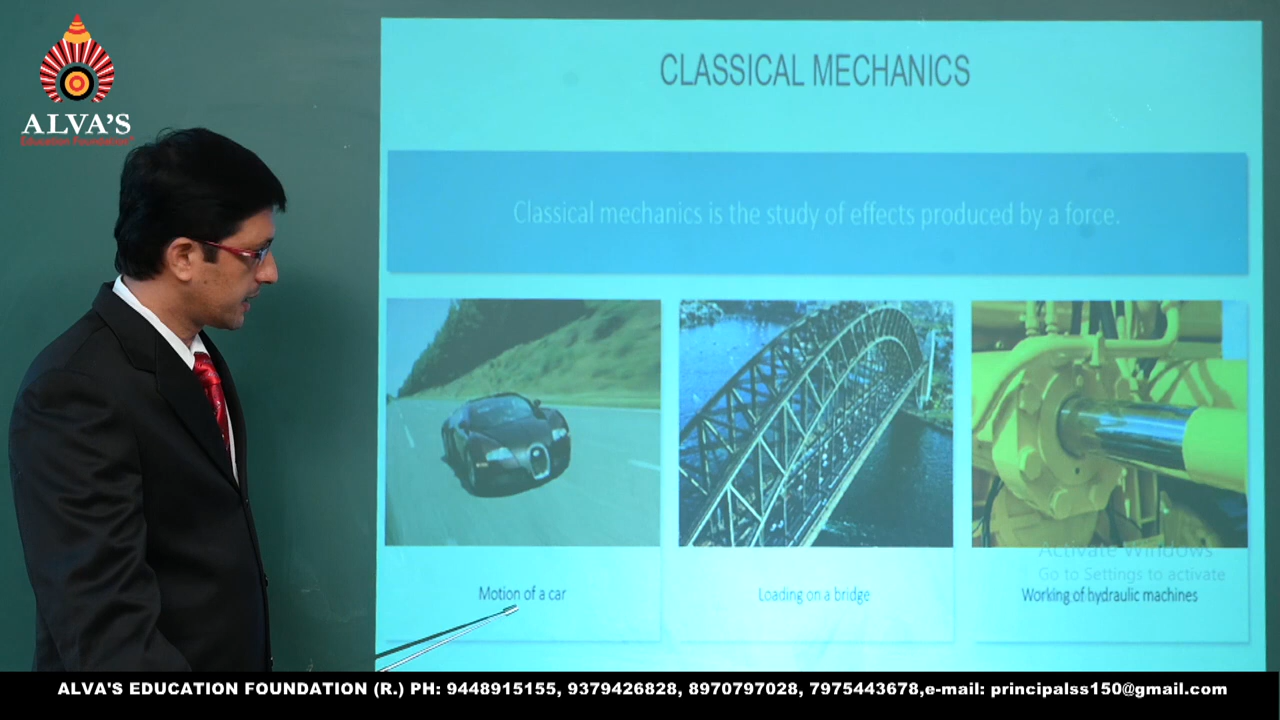 ALVA'S
Education Foundation
CLASSICAL MECHANICS
Classical mechanics is the study of effects produced by a force.
Motion of a car
Loading on a bridge
Working of hydraulic machines
Activate Windows
Go to Settings to activate
ALVA'S EDUCATION FOUNDATION (R.) PH: 9448915155, 9379426828, 8970797028, 7975443678,e-mail: principalss150@gmail.com